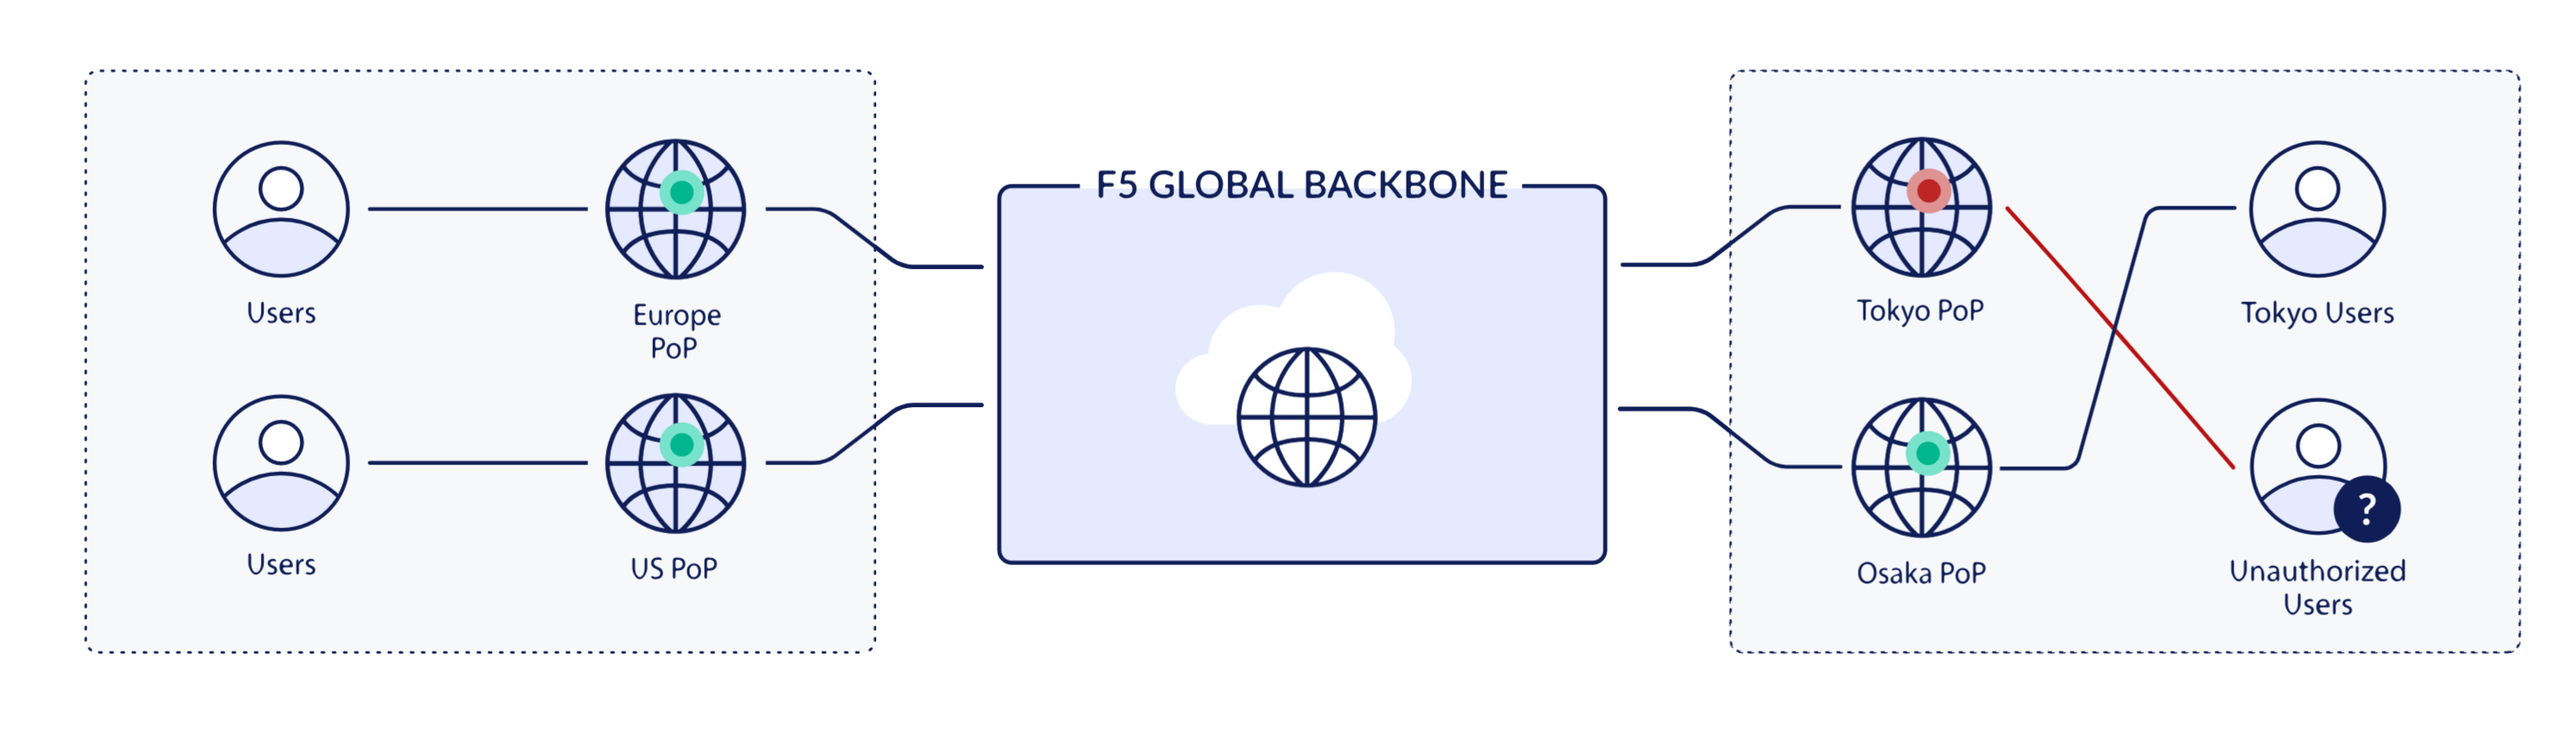 F5 GLOBAL BACKBONE
Users
Europe
PoP
Users
US PoP
Tokyo PoP
Tokyo Users
Osaka PoP
?
Unauthorized
Users